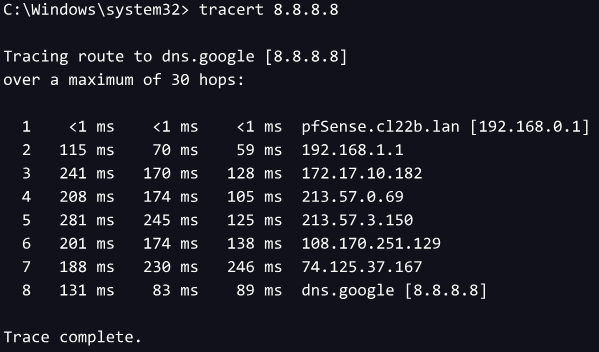 C:\Windows\system32> tracert 8.8.8.8
Tracing route to dns.google [8.8.8.8]
over a maximum of 30 hops:
1 <1 ms <1 ms <1 ms pfSense.cl22b.lan [192.168.0.1]
2 115 ms 70 ms 59 ms 192.168.1.1
3 241 ms 170 ms 128 ms 172.17.10.182
4 208 ms 174 ms 105 ms 213.57.0.69
5 281 ms 245 ms 125 ms 213.57.3.150
6 201 ms 174 ms 138 ms 108.170.251.129
7 188 ms 230 ms 246 ms 74.125.37.167
8 131 ms 83 ms 89 ms dns.google [8.8.8.8]
Trace complete.